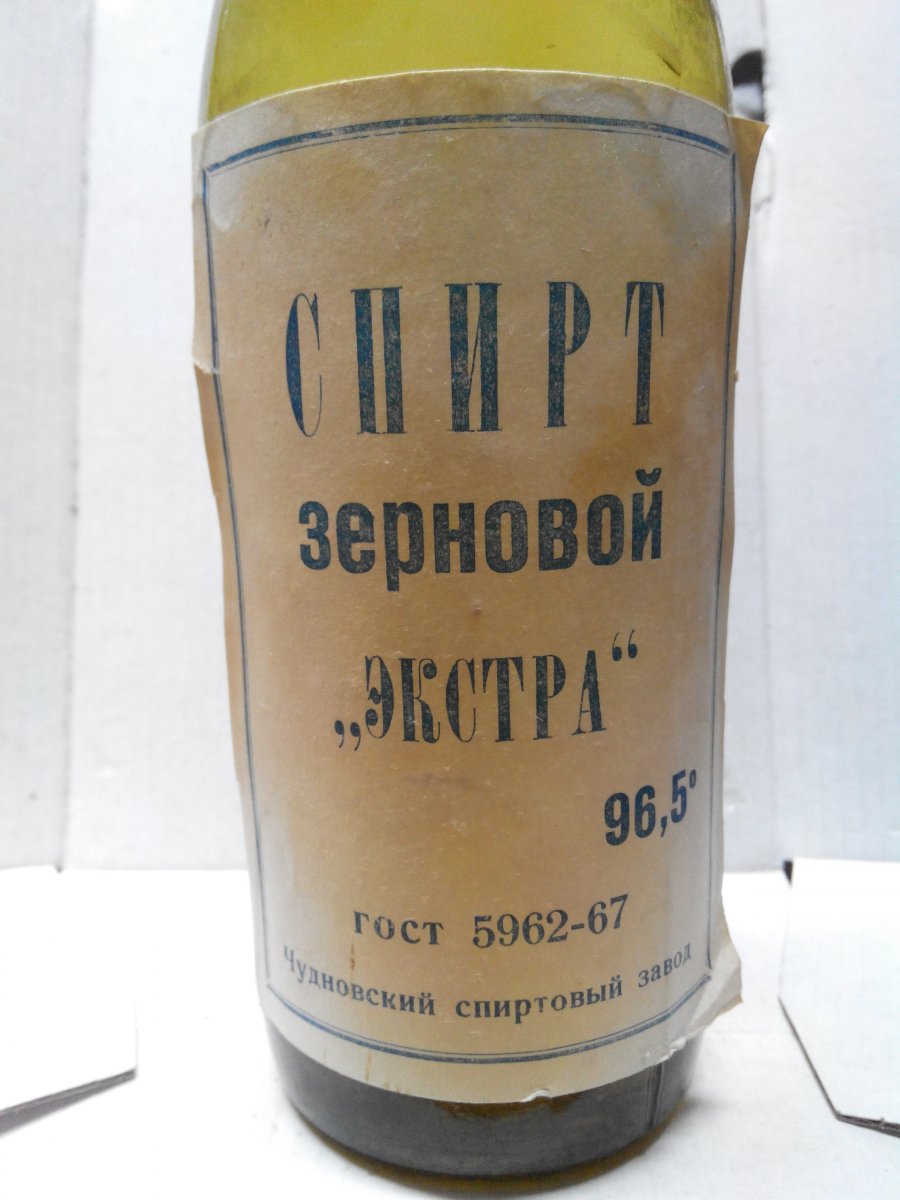 СПИРТ
зерновой
„ЭКСТРА“
96,5°
гост 5962-67
Чудновский спиртовый завод